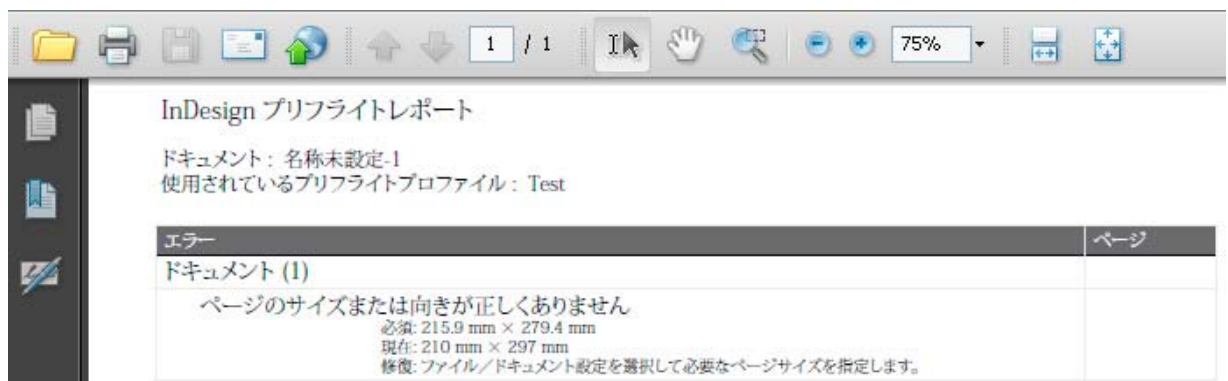 1 / 1 75%
InDesign プリフライトレポート
ドキュメント : 名称未設定-1
使用されているプリフライトプロファイル : Test
エラー ページ
ドキュメント (1)
ページのサイズまたは向きが正しくありません
必須: 215.9 mm × 279.4 mm
現在: 210 mm × 297 mm
修復: ファイル／ドキュメント設定を選択して必要なページサイズを指定します。